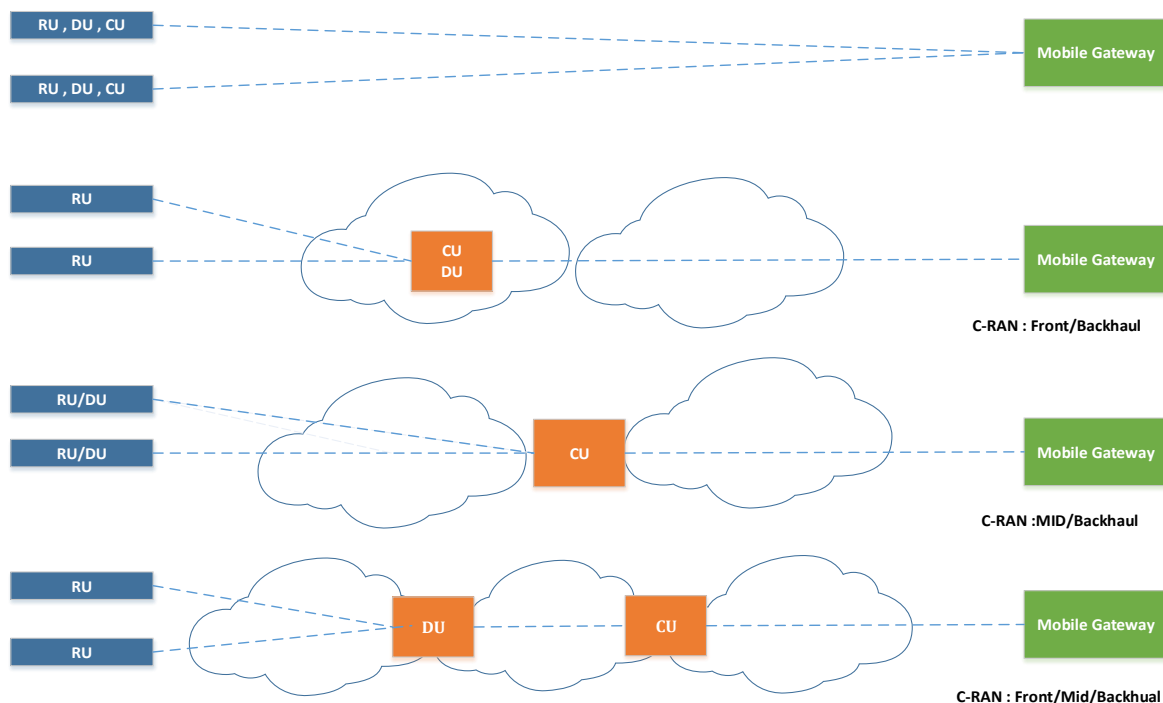 RU , DU , CU
Mobile Gateway
RU , DU , CU
RU
CU
DU
RU
Mobile Gateway
C-RAN : Front/Backhaul
RU/DU
RU/DU
CU
Mobile Gateway
C-RAN :MID/Backhaul
RU
DU
CU
Mobile Gateway
RU
C-RAN : Front/Mid/Backhual